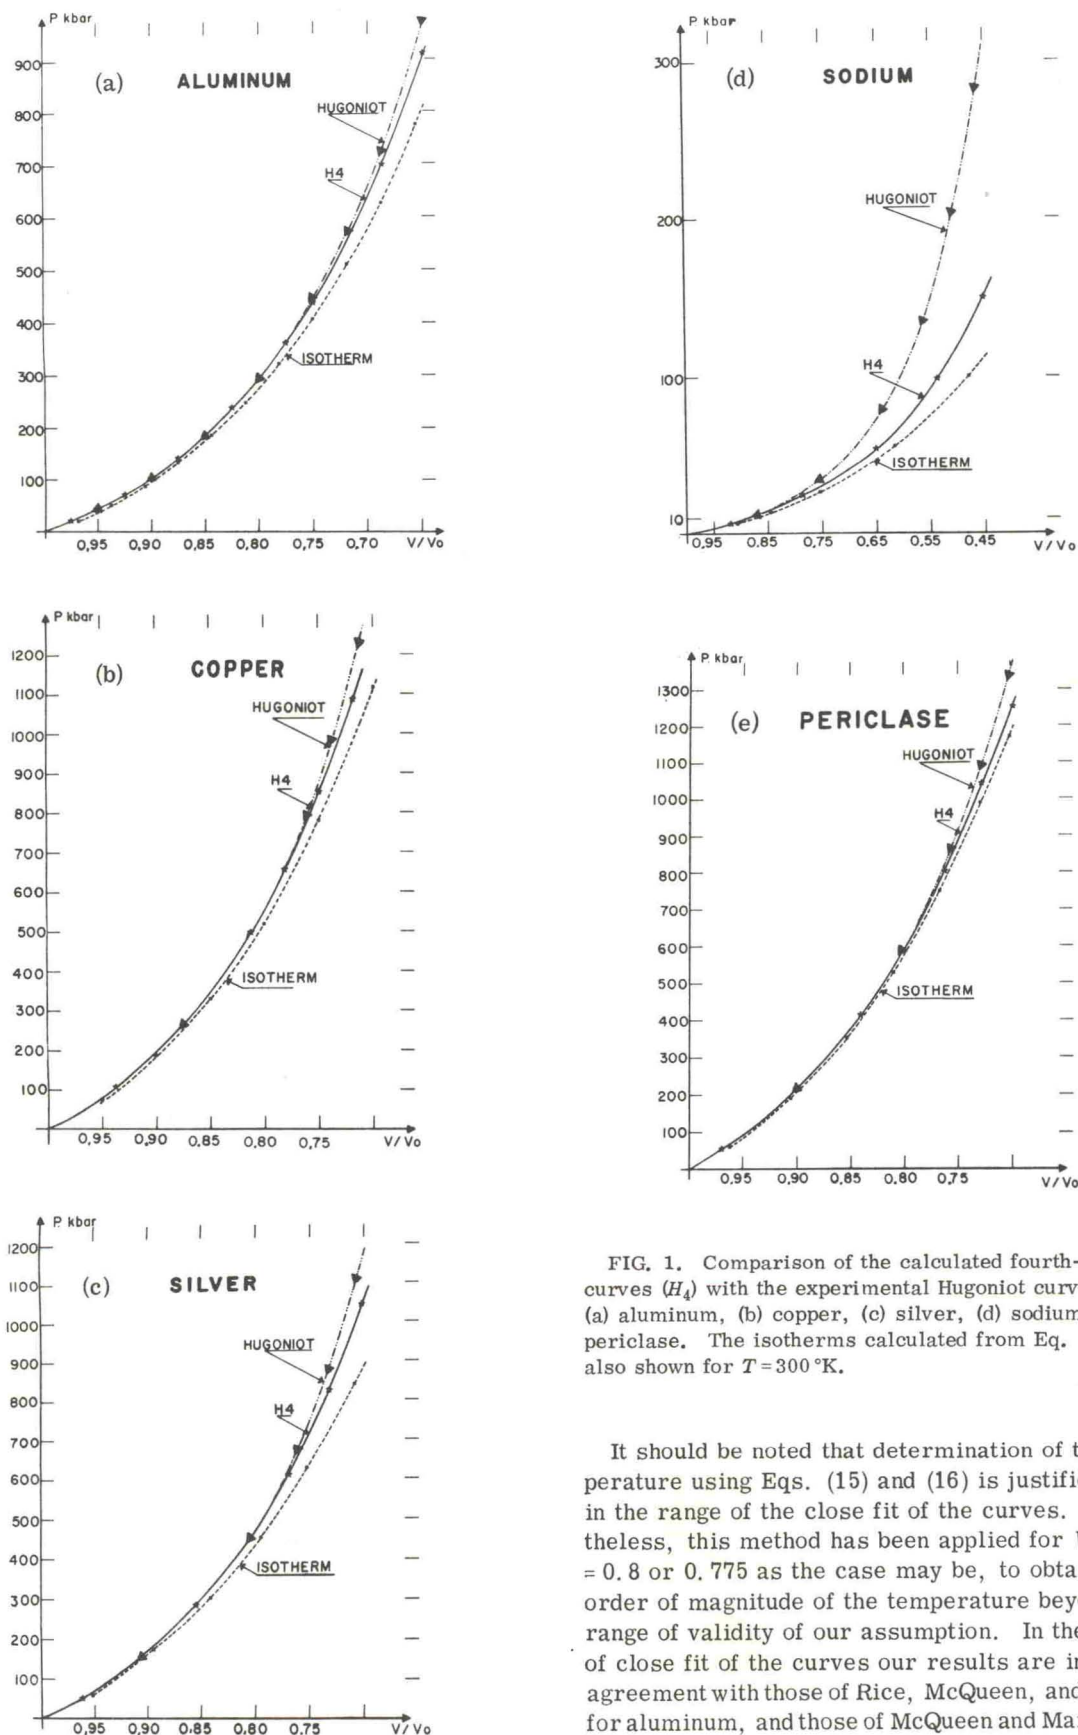 P kbar
900
800
700
600
500
400
300
200
100
(a)
ALUMINUM
HUGONIOT
H4
ISOTHERM
0,95 0,90 0,85 0,80 0,75 0,70 V/Vo
P kbar
1200
1100
1000
900
800
700
600
500
400
300
200
100
(b)
COPPER
HUGONIOT
H4
ISOTHERM
0,95 0,90 0,85 0,80 0,75 V/Vo
P kbar
1200
1100
1000
900
800
700
600
500
400
300
200
100
(c)
SILVER
HUGONIOT
H4
ISOTHERM
0,95 0,90 0,85 0,80 0,75 V/Vo
P kbar
300
200
100
10
(d)
SODIUM
HUGONIOT
H4
ISOTHERM
0,95 0,85 0,75 0,65 0,55 0,45 V/Vo
P kbar
1300
1200
1100
1000
900
800
700
600
500
400
300
200
100
(e)
PERICLASE
HUGONIOT
H4
ISOTHERM
0,95 0,90 0,85 0,80 0,75 V/Vo
FIG. 1. Comparison of the calculated fourth-
curves (H₄) with the experimental Hugoniot curv
(a) aluminum, (b) copper, (c) silver, (d) sodium
periclase. The isotherms calculated from Eq.
also shown for T = 300 °K.
It should be noted that determination of t
perature using Eqs. (15) and (16) is justifi
in the range of the close fit of the curves.
theless, this method has been applied for
= 0.8 or 0.775 as the case may be, to obta
order of magnitude of the temperature bey
range of validity of our assumption. In the
of close fit of the curves our results are in
agreement with those of Rice, McQueen, and
for aluminum, and those of McQueen and Ma